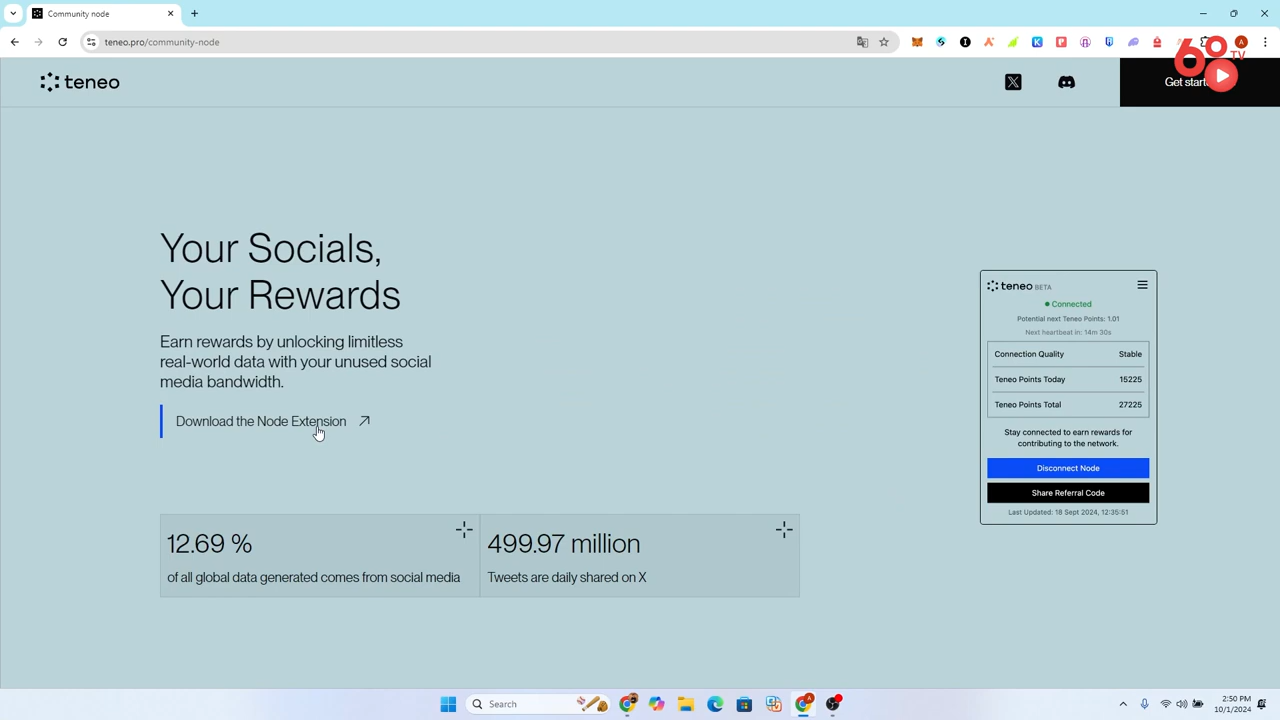 Community node
teneo.pro/community-node
teneo
Get start
6°
TV
Your Socials,
Your Rewards
Earn rewards by unlocking limitless
real-world data with your unused social
media bandwidth.
Download the Node Extension
teneo BETA
Connected
Potential next Teneo Points: 1.01
Next heartbeat in: 14m 30s
Connection Quality Stable
Teneo Points Today 15225
Teneo Points Total 27225
Stay connected to earn rewards for
contributing to the network.
Disconnect Node
Share Referral Code
Last Updated: 18 Sept 2024, 12:35:51
12.69 %
of all global data generated comes from social media
499.97 million
Tweets are daily shared on X
Search
2:50 PM
10/1/2024